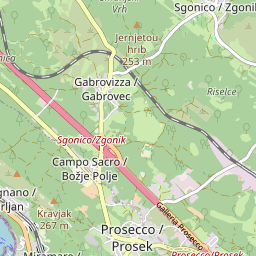 Sgonico / Zgonik
Vrh
Jernjetou
hrib
253 m
Gabrovizza /
Gabrovec
Riselce
Sgonico/Zgonik
Campo Sacro /
Božje Polje
Kravjak
267 m
Galleria Prosecco
Prosecco /
Prosek
Prosecco/Prosek